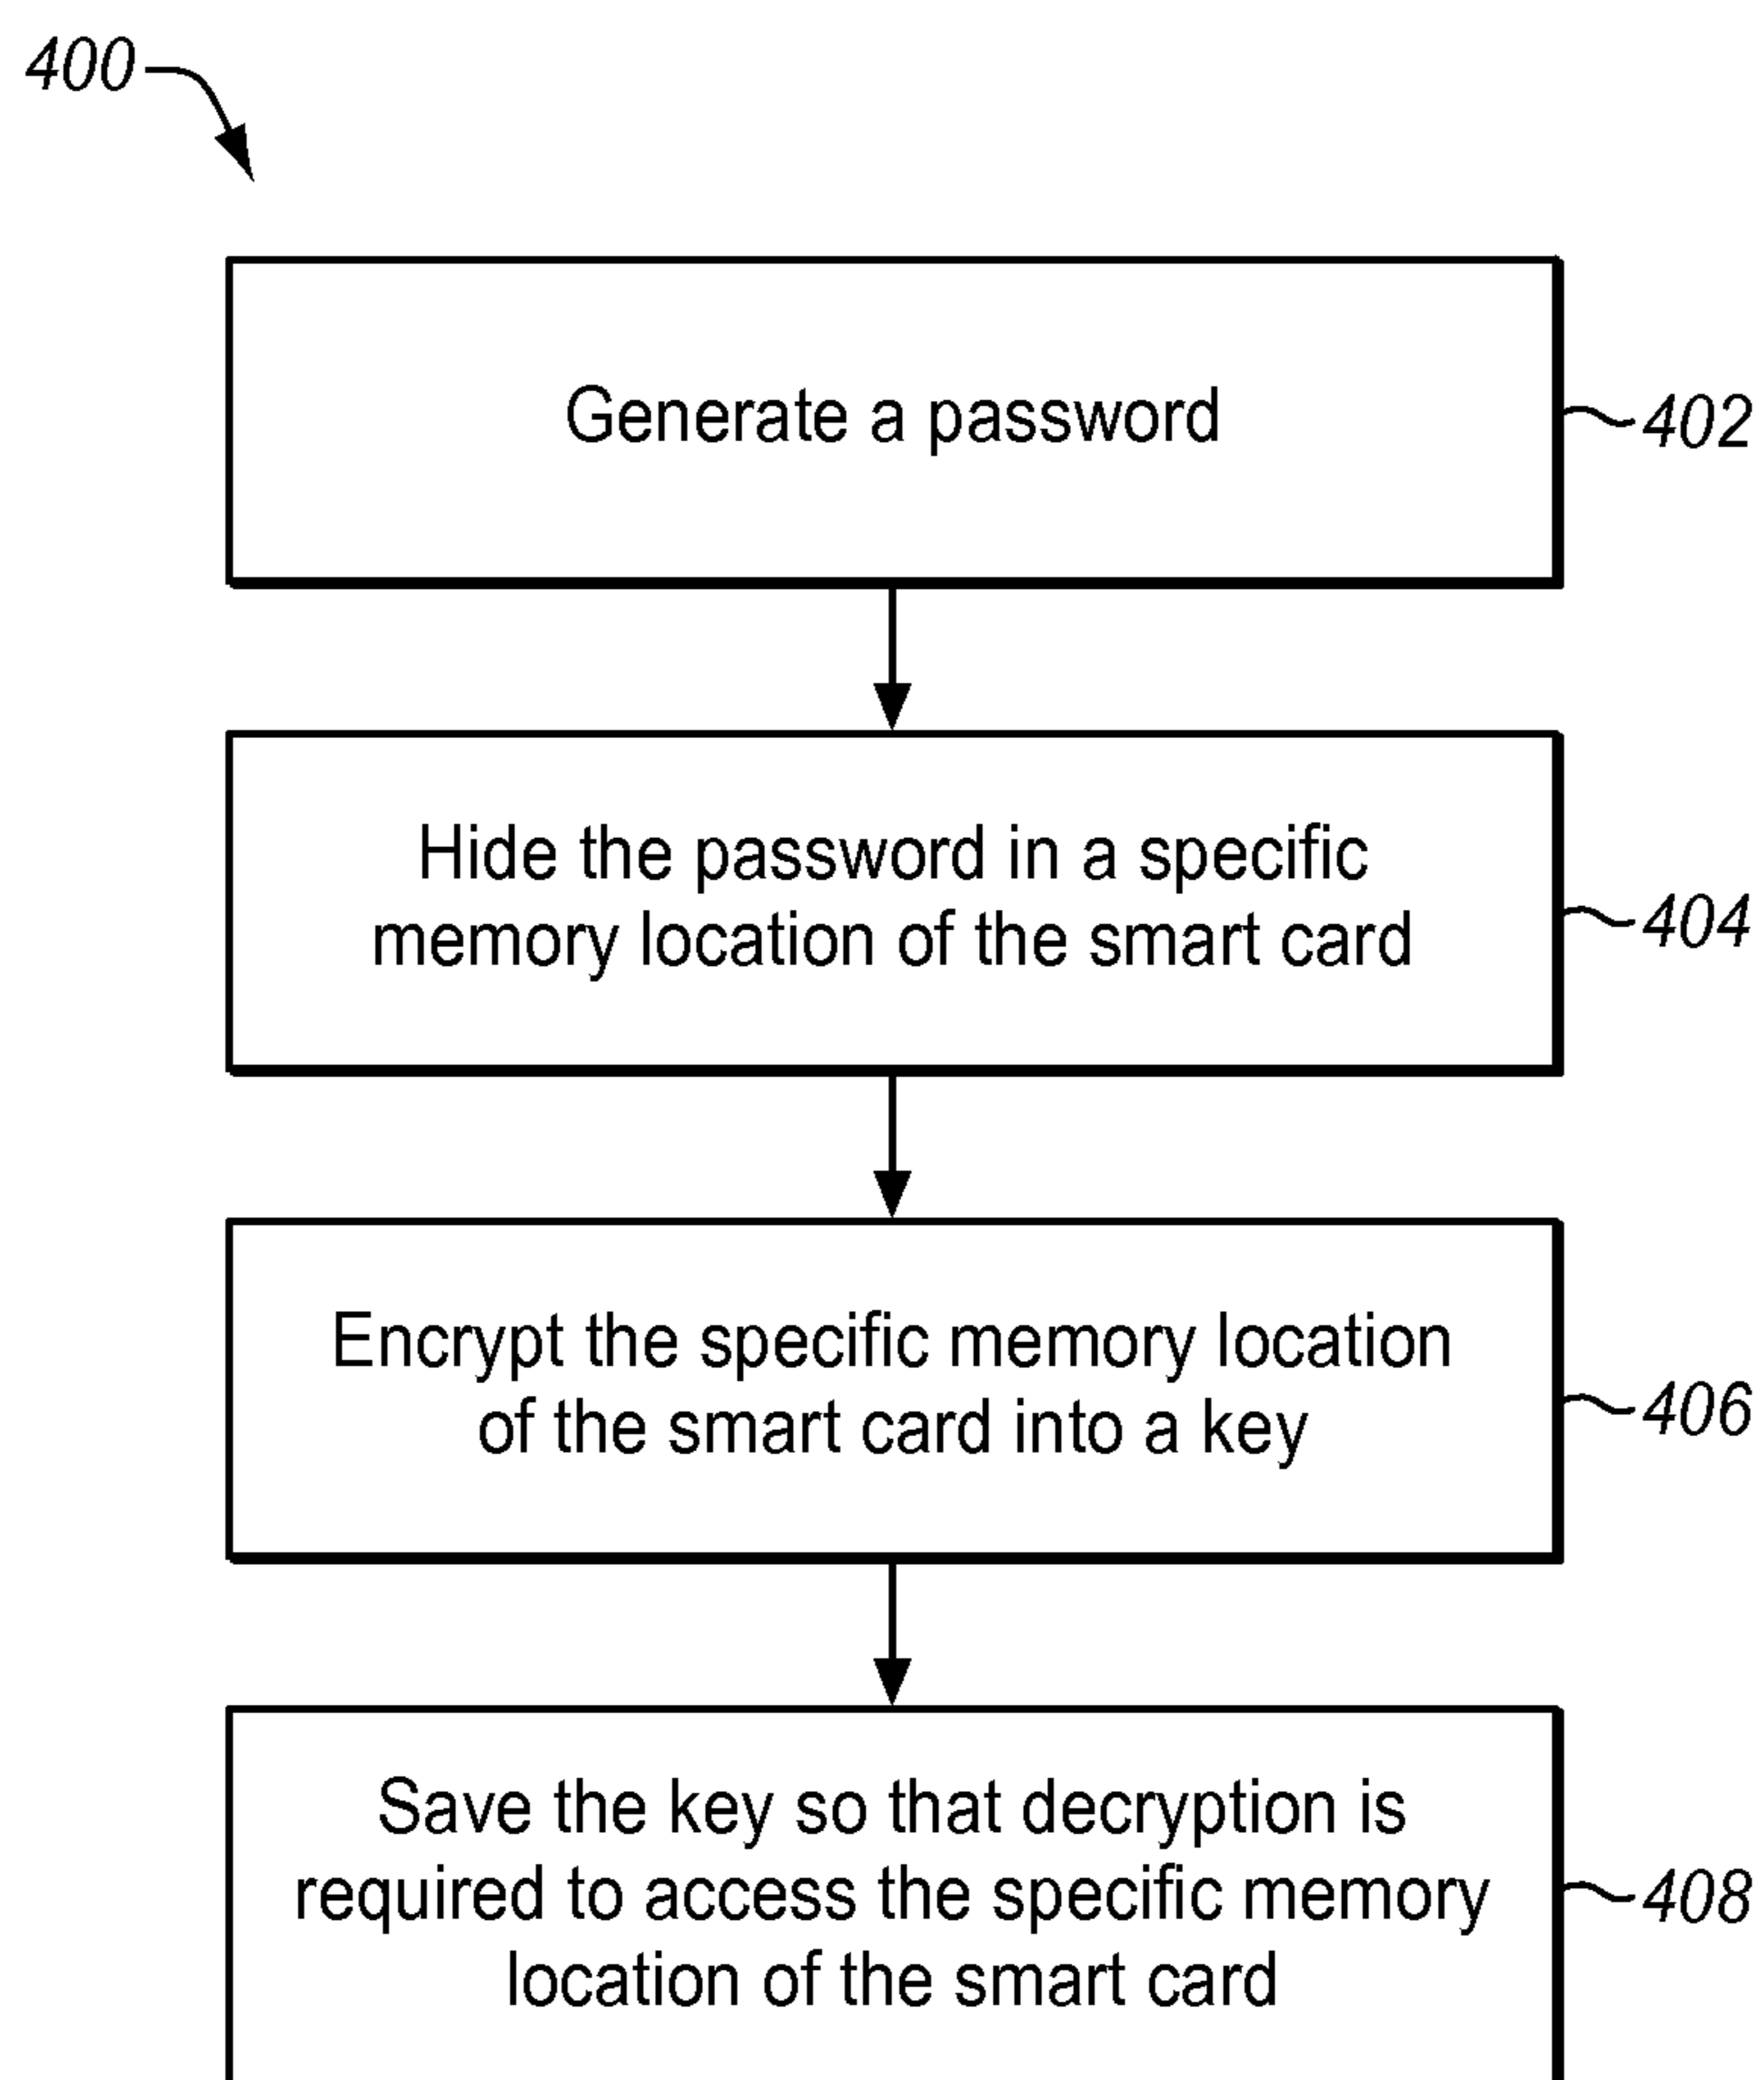 400
Generate a password
402
Hide the password in a specific
memory location of the smart card
404
Encrypt the specific memory location
of the smart card into a key
406
Save the key so that decryption is
required to access the specific memory
location of the smart card
408